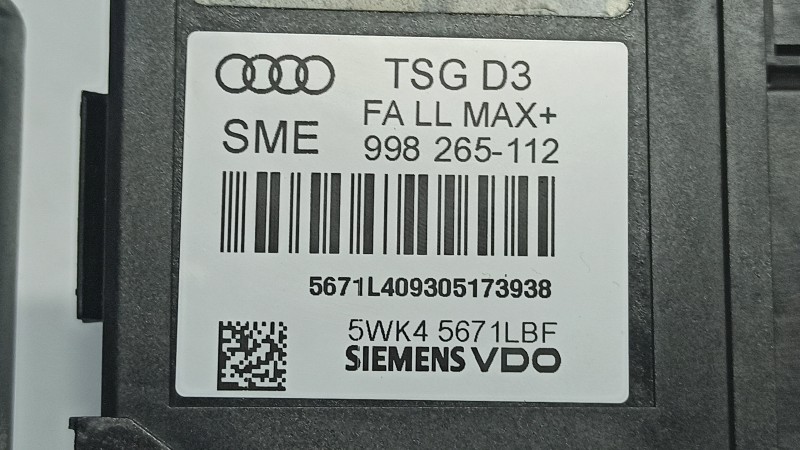 TSG D3
FA LL MAX+
SME
998 265-112
5671L409305173938
5WK4 5671LBF
SIEMENS VDO